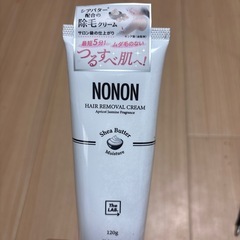 シアバター
配合の
除毛クリーム
サロン級の仕上がり
最短5分! ムダ毛のない
つるすべ肌へ!
NONON
HAIR REMOVAL CREAM
Apricot Jasmine Fragrance
Shea Butter
Moisture
The LAB.
120g